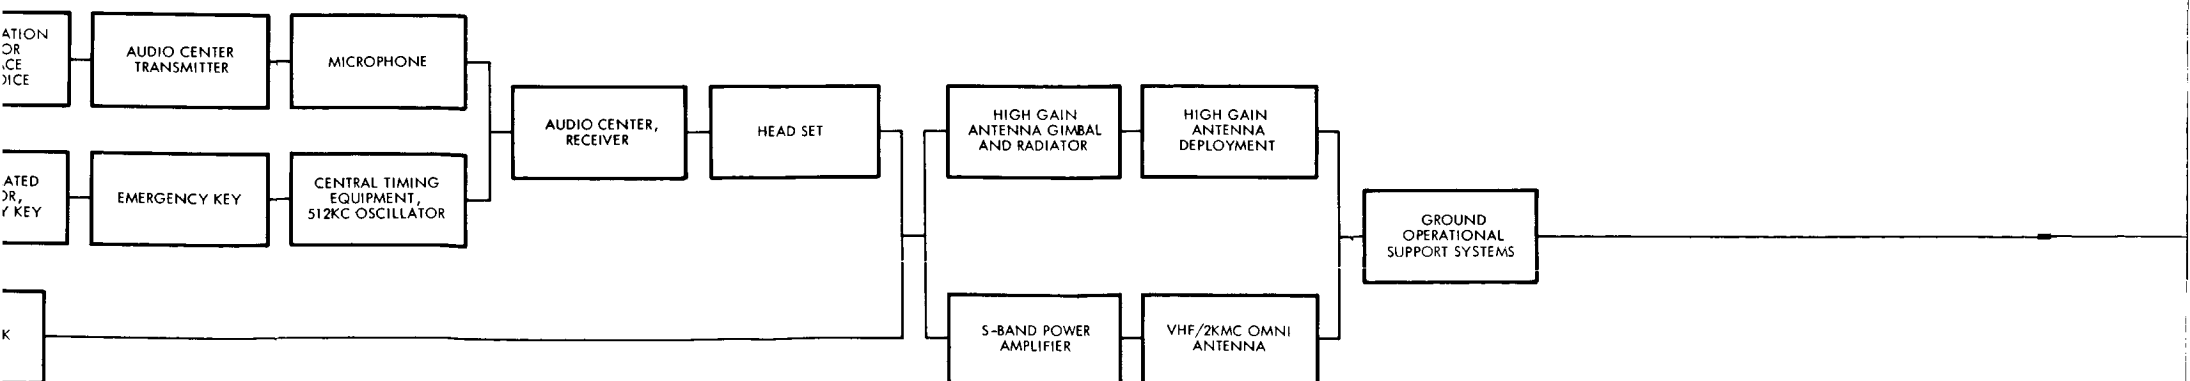 AUDIO CENTER
TRANSMITTER
MICROPHONE
AUDIO CENTER,
RECEIVER
HEAD SET
HIGH GAIN
ANTENNA GIMBAL
AND RADIATOR
HIGH GAIN
ANTENNA
DEPLOYMENT
EMERGENCY KEY
CENTRAL TIMING
EQUIPMENT,
512KC OSCILLATOR
KEY
GROUND
OPERATIONAL
SUPPORT SYSTEMS
S-BAND POWER
AMPLIFIER
VHF/2KMC OMNI
ANTENNA